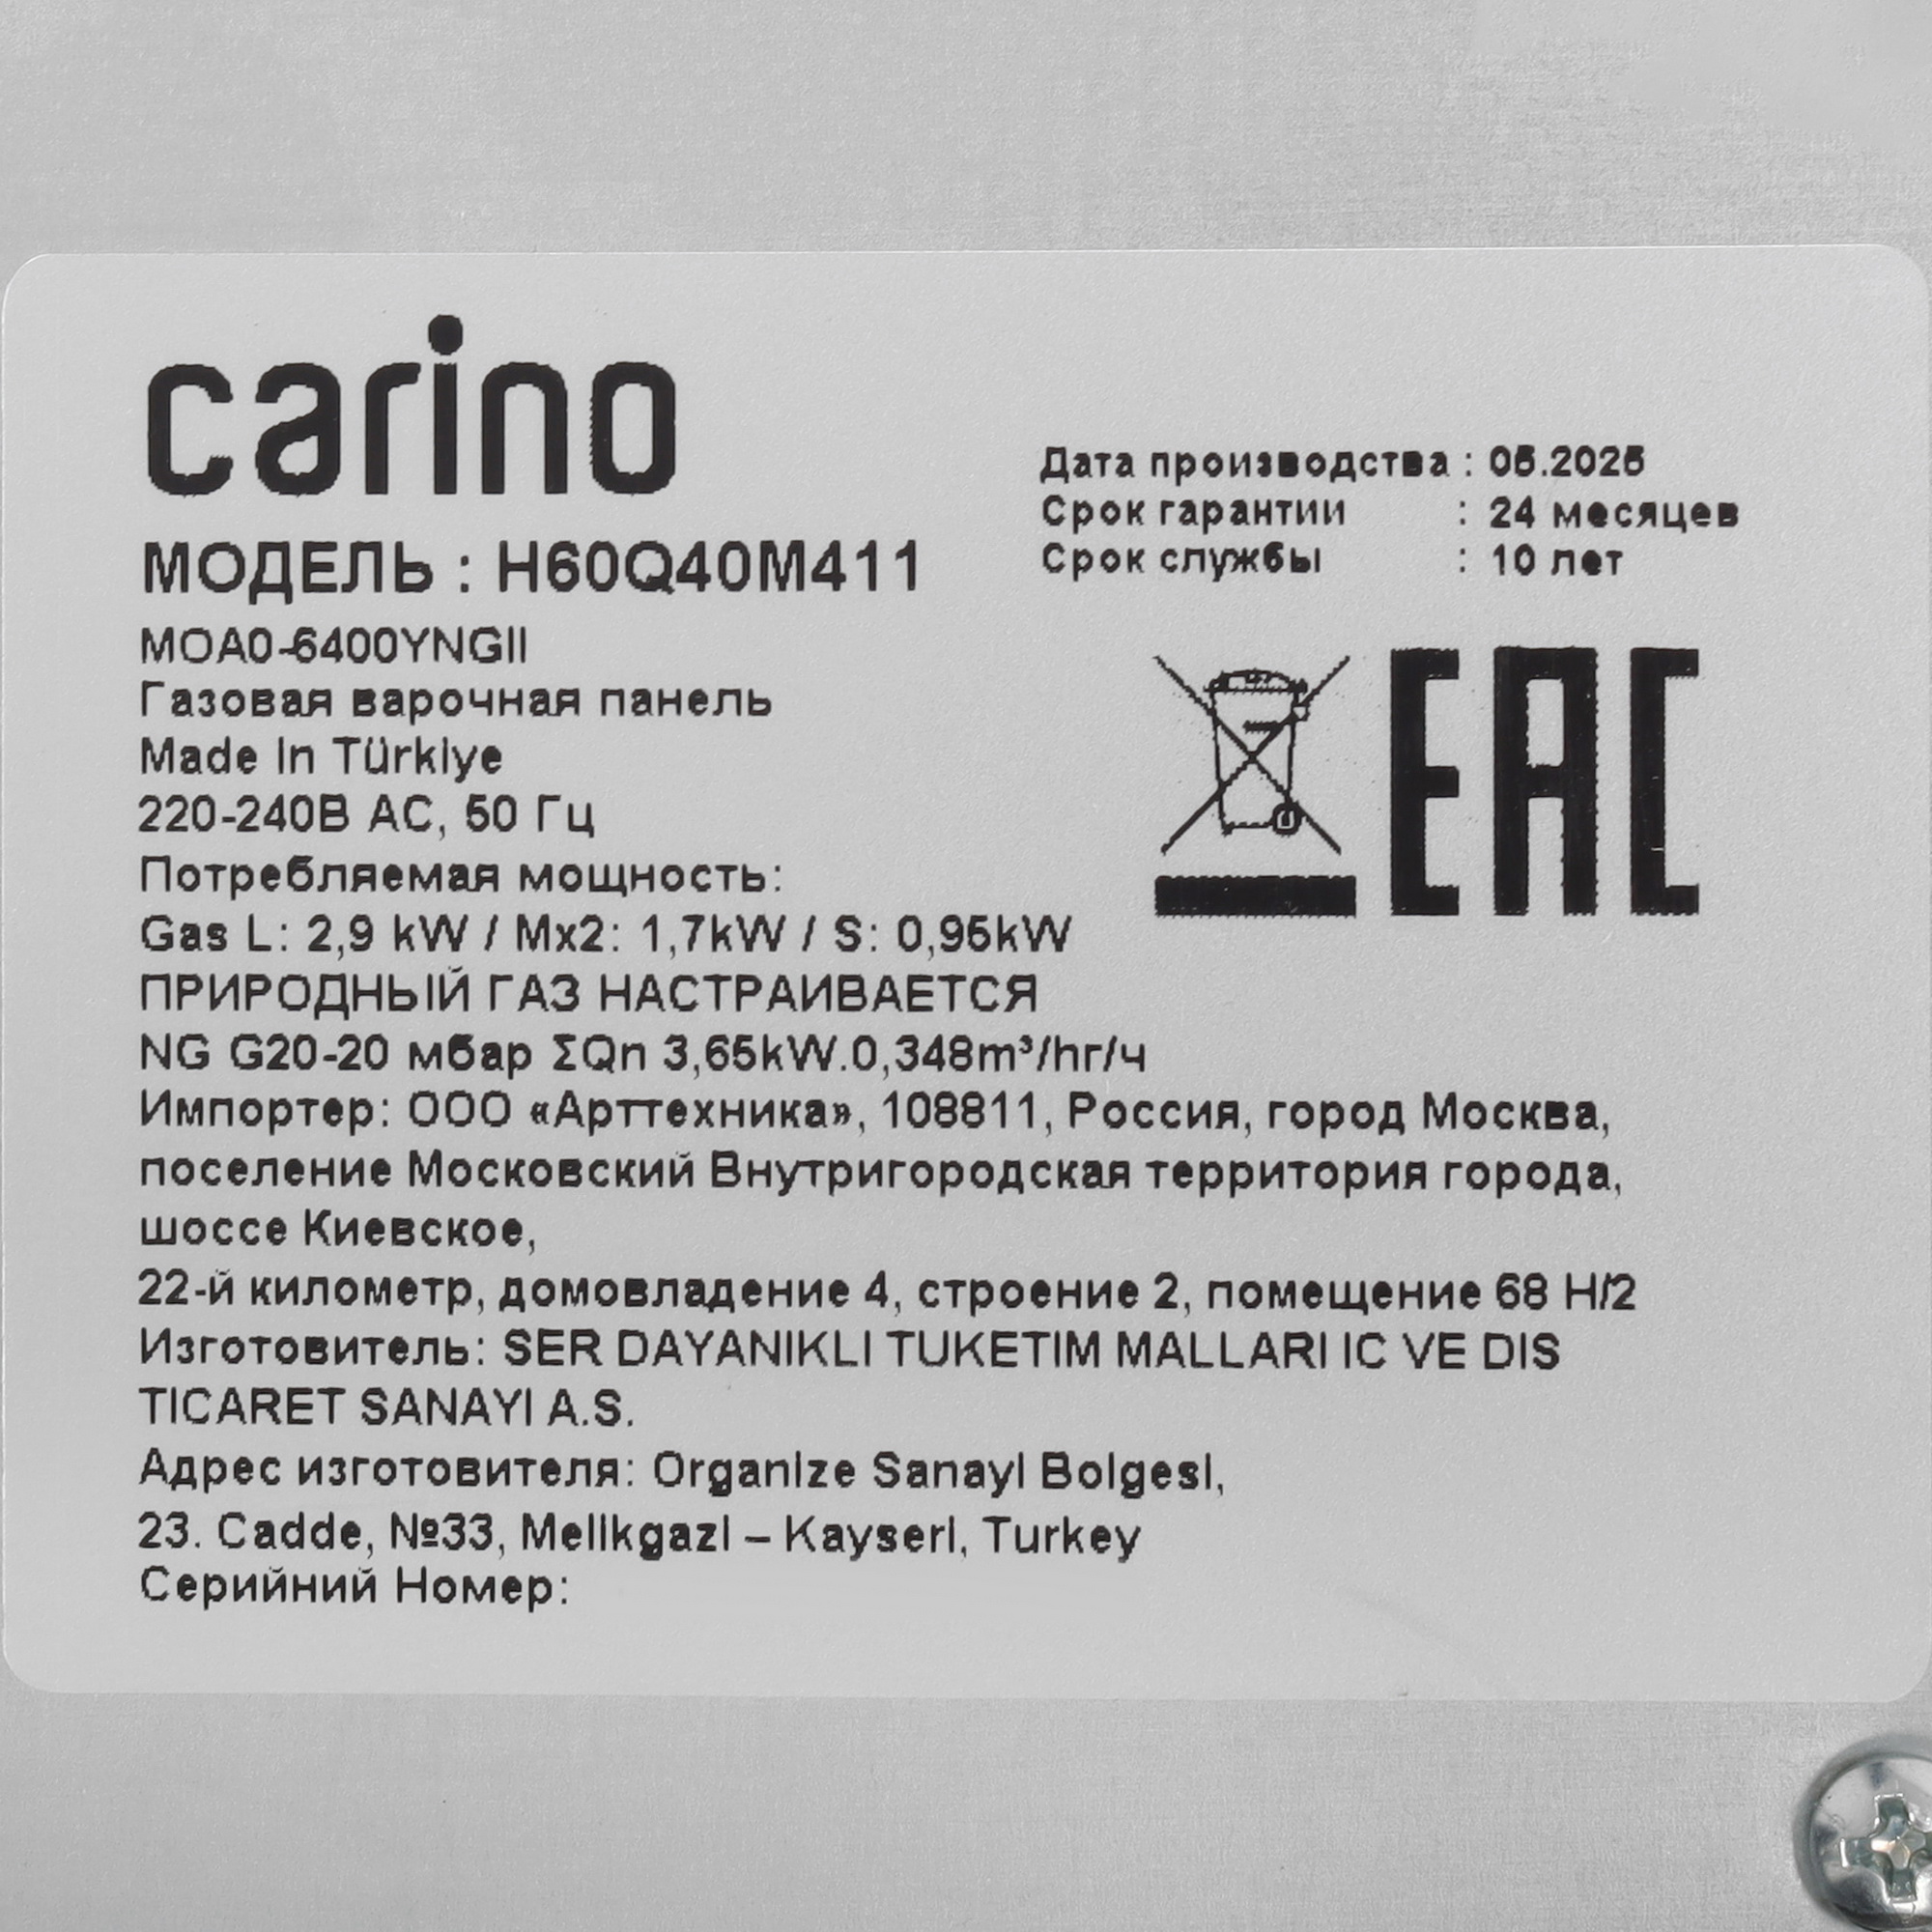 carino
МОДЕЛЬ : H60Q40M411
Дата производства : 05.2025
Срок гарантии : 24 месяцев
Срок службы : 10 лет
MOA0-6400YNGII
Газовая варочная панель
Made In Türkiye
220-240В АС, 50 Гц
Потребляемая мощность:
Gas L: 2,9 kW / Mx2: 1,7kW / S: 0,95kW
ПРИРОДНЫЙ ГАЗ НАСТРАИВАЕТСЯ
NG G20-20 мбар ΣQn 3,65kW.0,348m³/hr/ч
EAC
Импортер: ООО «Арттехника», 108811, Россия, город Москва,
поселение Московский Внутригородская территория города,
шоссе Киевское,
22-й километр, домовладение 4, строение 2, помещение 68 Н/2
Изготовитель: SER DAYANIKLI TUKETIM MALLARI IC VE DIS
TICARET SANAYI A.S.
Адрес изготовителя: Organize Sanayi Bolgesi,
23. Cadde, №33, Melikgazi – Kayseri, Turkey
Серийний Номер: